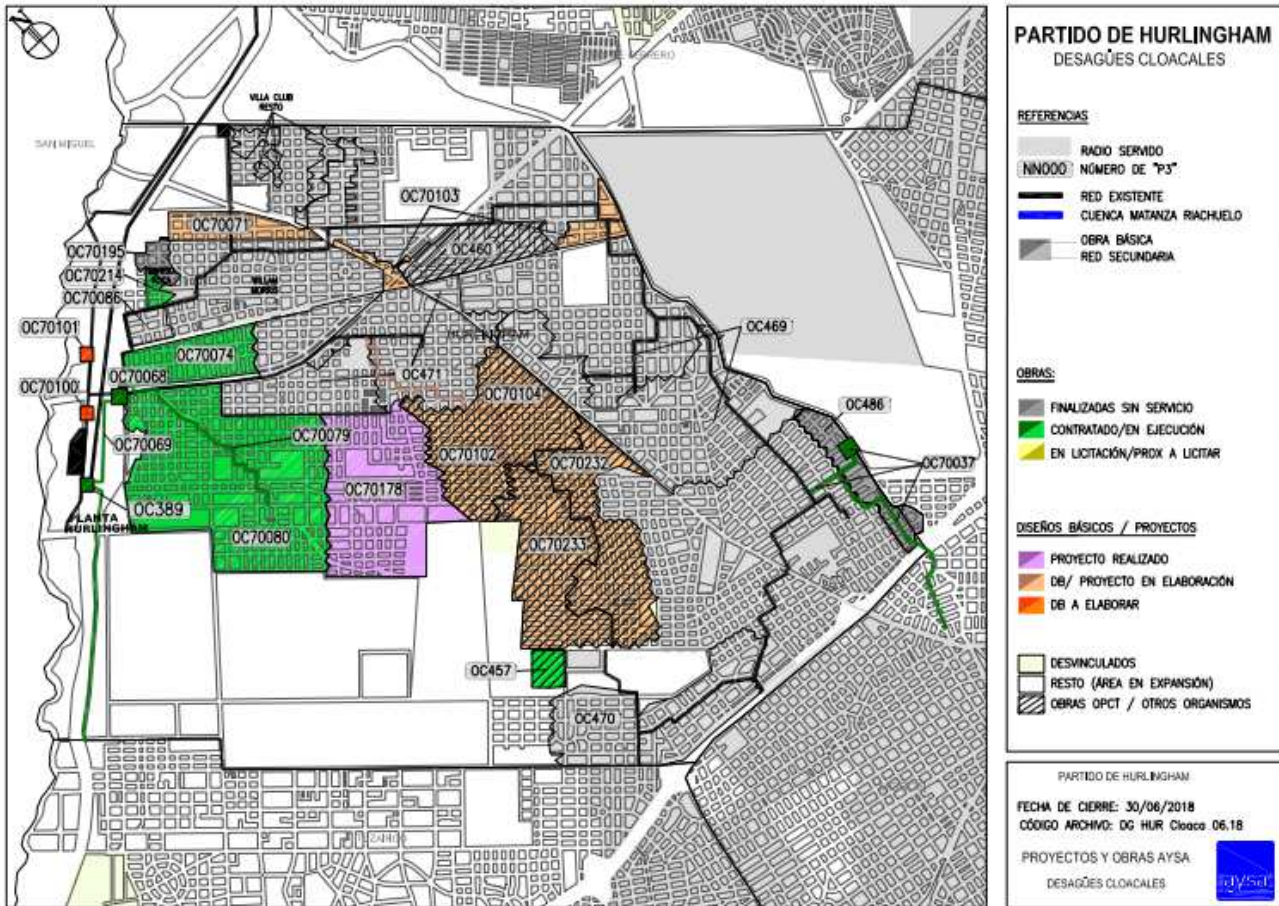 N
VILLA CLUB
RESTO
SAN MIGUEL
OC70103
OC70071
OC460
OC70195
OC70214
OC70086
WILLIAM
MORRIS
OC70101
OC70074
OC469
HURLINGHAM
OC70100
OC70068
OC471
OC70104
OC486
OC70069
OC70079
OC70102
OC70232
OC70037
OC70178
OC389
PLANTA
HURLINGHAM
OC70080
OC70233
OC457
OC470
PARTIDO DE HURLINGHAM
DESAGÜES CLOACALES
REFERENCIAS
RADIO SERVIDO
NN000 NÚMERO DE "P3"
RED EXISTENTE
CUENCA MATANZA RIACHUELO
OBRA BÁSICA
RED SECUNDARIA
OBRAS:
FINALIZADAS SIN SERVICIO
CONTRATADO/EN EJECUCIÓN
EN LICITACIÓN/PROX A LICITAR
DISEÑOS BÁSICOS / PROYECTOS
PROYECTO REALIZADO
DB/ PROYECTO EN ELABORACIÓN
DB A ELABORAR
DESVINCULADOS
RESTO (ÁREA EN EXPANSIÓN)
OBRAS OPCT / OTROS ORGANISMOS
PARTIDO DE HURLINGHAM
FECHA DE CIERRE: 30/06/2018
CÓDIGO ARCHIVO: DG HUR Cloaca 06.18
PROYECTOS Y OBRAS AYSA
DESAGÜES CLOACALES
aysa